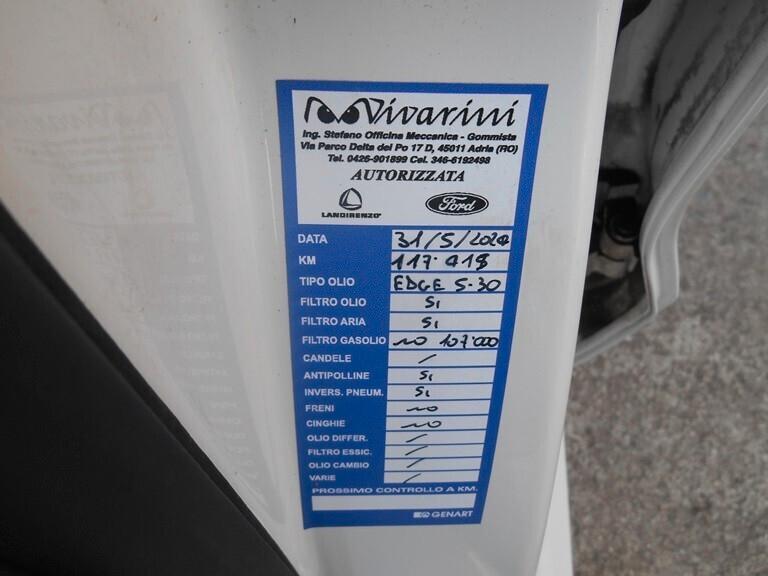 Vivarini
Ing. Stefano Officina Meccanica - Gommista
Via Parco Delta del Po 17 D, 45011 Adria (RO)
Tel. 0426-901899 Cel. 346-6192498
AUTORIZZATA
LANDIRENZO Ford
DATA 31/5/2020
KM
TIPO OLIO EDGE 5-30
FILTRO OLIO Si
FILTRO ARIA Si
FILTRO GASOLIO NO 107.000
CANDELE /
ANTIPOLLINE Si
INVERS. PNEUM. Si
FRENI NO
CINGHIE NO
OLIO DIFFER. /
FILTRO ESSIC. /
OLIO CAMBIO /
VARIE /
PROSSIMO CONTROLLO A KM.
GENART